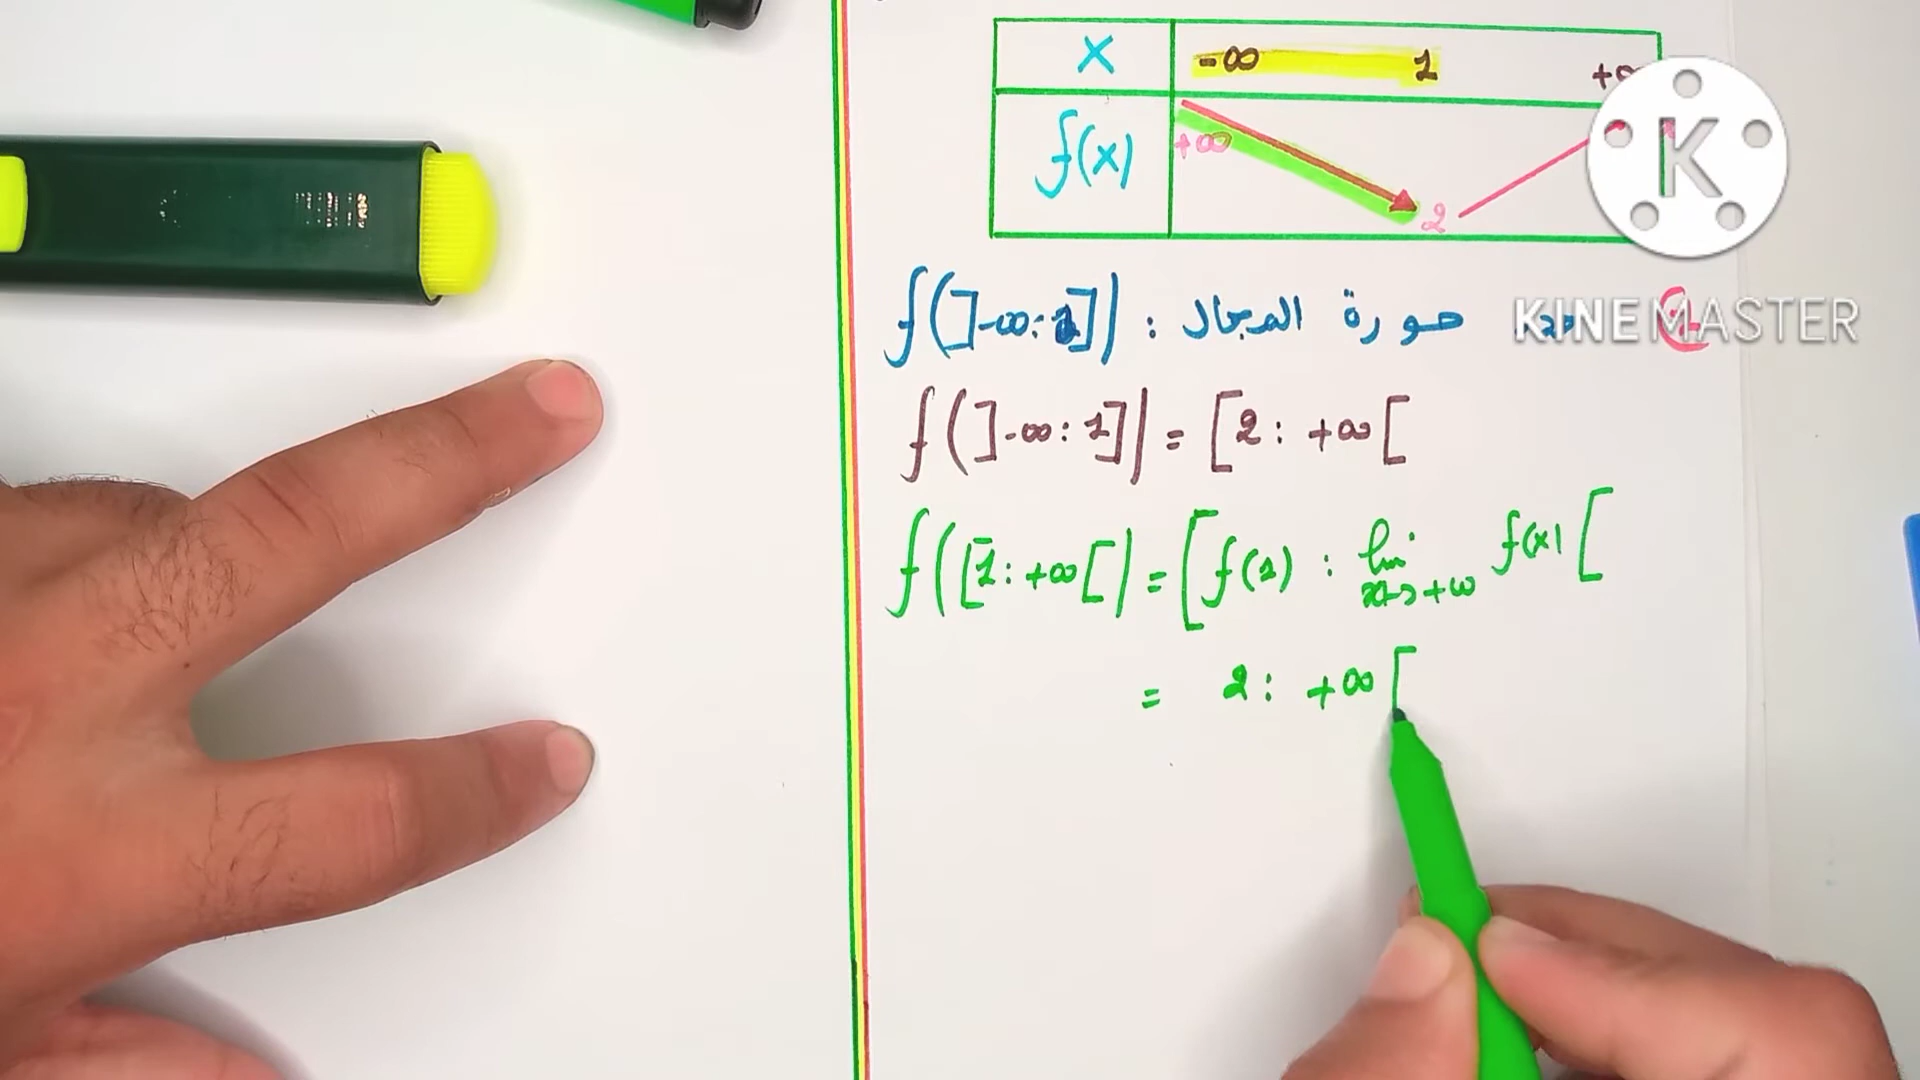 x -∞ 1
f(x) +∞ 2
صورة المجال : f(]-∞:1])
f(]-∞:1]) = [2: +∞[
f([1:+∞[) = [f(1) : lim x→+∞ f(x)[
= 2: +∞[
K
KINEMASTER